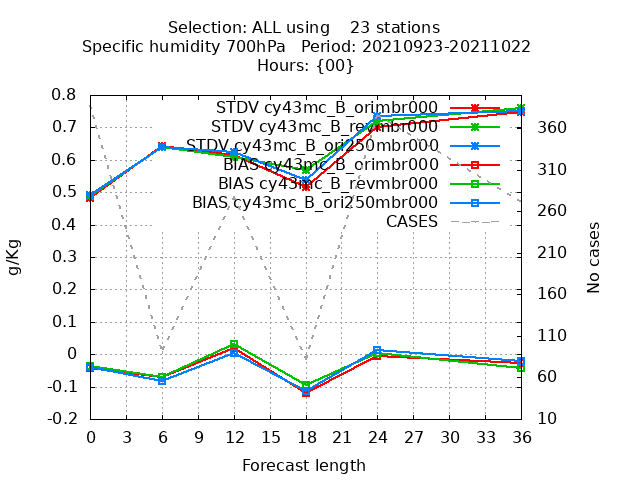 Selection: ALL using    23 stations
Specific humidity 700hPa   Period: 20210923-20211022
Hours: {00}
STDV cy43mc_B_orimbr000
STDV cy43mc_B_revmbr000
STDV cy43mc_B_ori250mbr000
BIAS cy43mc_B_orimbr000
BIAS cy43mc_B_revmbr000
BIAS cy43mc_B_ori250mbr000
CASES
0.8
0.7
0.6
0.5
0.4
0.3
0.2
0.1
0
-0.1
-0.2
g/Kg
360
310
260
210
160
110
60
10
No cases
0 3 6 9 12 15 18 21 24 27 30 33 36
Forecast length